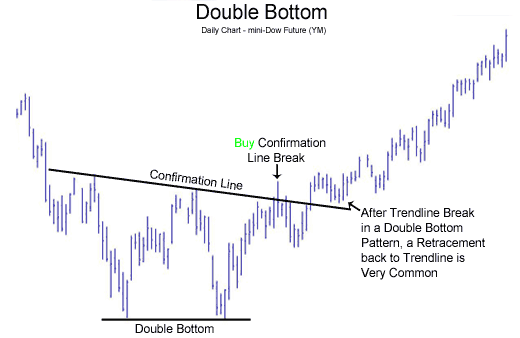 Double Bottom
Daily Chart - mini-Dow Future (YM)
Buy Confirmation
Line Break
Confirmation Line
After Trendline Break
in a Double Bottom
Pattern, a Retracement
back to Trendline is
Very Common
Double Bottom